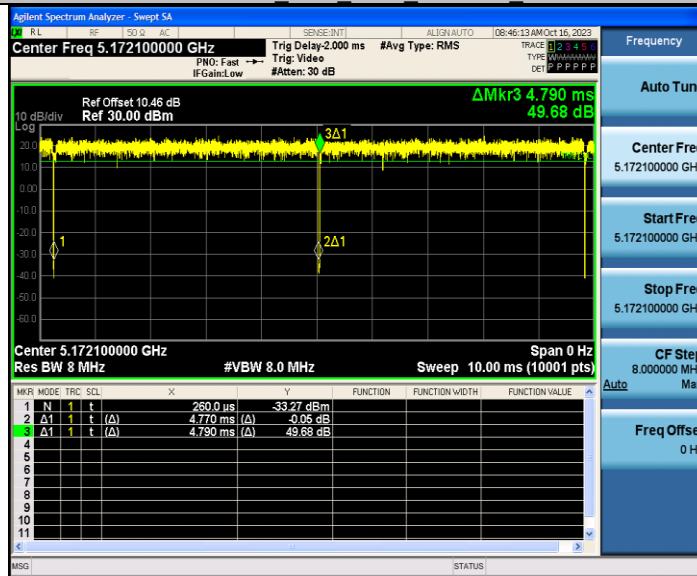 Agilent Spectrum Analyzer - Swept SA
RL RF 50 Ω AC SENSE:INT ALIGNAUTO 08:46:13 AM Oct 16, 2023
Center Freq 5.172100000 GHz
PNO: Fast
IFGain:Low
Trig Delay-2.000 ms
Trig: Video
#Atten: 30 dB
#Avg Type: RMS
TRACE 1 2 3 4 5 6
TYPE
DET P P P P P P
Frequency
Ref Offset 10.46 dB
10 dB/div Ref 30.00 dBm
Log
ΔMkr3 4.790 ms
49.68 dB
20.0
10.0
0.00
-10.0
-20.0
-30.0
-40.0
-50.0
-60.0
3Δ1
1
2Δ1
Center 5.172100000 GHz Span 0 Hz
Res BW 8 MHz #VBW 8.0 MHz Sweep 10.00 ms (10001 pts)
MKR MODE TRC SCL X Y FUNCTION FUNCTION WIDTH FUNCTION VALUE
1 N 1 t 260.0 µs -33.27 dBm
2 Δ1 1 t (Δ) 4.770 ms (Δ) -0.05 dB
3 Δ1 1 t (Δ) 4.790 ms (Δ) 49.68 dB
4
5
6
7
8
9
10
11
Auto Tun
Center Fre
5.172100000 GH
Start Fre
5.172100000 GH
Stop Fre
5.172100000 GH
CF Step
8.000000 MH
Auto Ma
Freq Offse
0 H
MSG STATUS